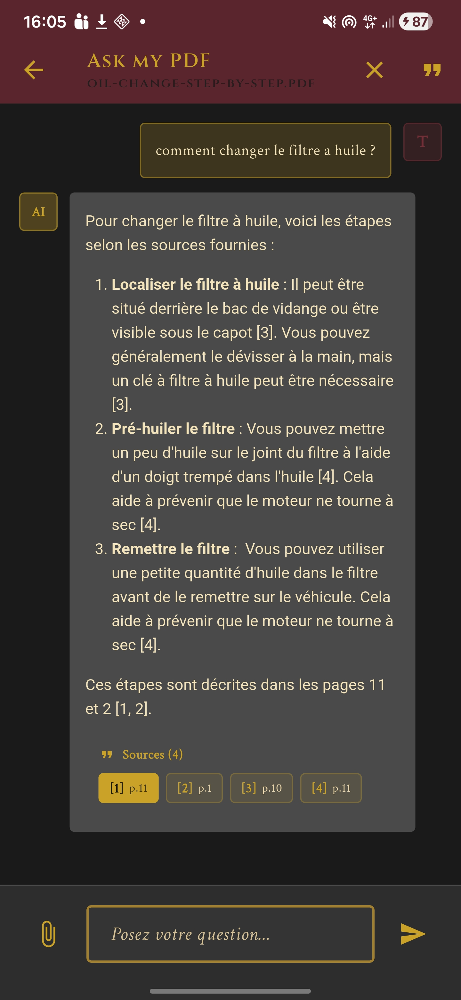 16:05
4G+
87
ASK MY PDF
OIL-CHANGE-STEP-BY-STEP.PDF
comment changer le filtre a huile ?
T
AI
Pour changer le filtre à huile, voici les étapes
selon les sources fournies :
1. Localiser le filtre à huile : Il peut être
situé derrière le bac de vidange ou être
visible sous le capot [3]. Vous pouvez
généralement le dévisser à la main, mais
un clé à filtre à huile peut être nécessaire
[3].
2. Pré-huiler le filtre : Vous pouvez mettre
un peu d'huile sur le joint du filtre à l'aide
d'un doigt trempé dans l'huile [4]. Cela
aide à prévenir que le moteur ne tourne à
sec [4].
3. Remettre le filtre :  Vous pouvez utiliser
une petite quantité d'huile dans le filtre
avant de le remettre sur le véhicule. Cela
aide à prévenir que le moteur ne tourne à
sec [4].
Ces étapes sont décrites dans les pages 11
et 2 [1, 2].
Sources (4)
[1] p.11 [2] p.1 [3] p.10 [4] p.11
Posez votre question...